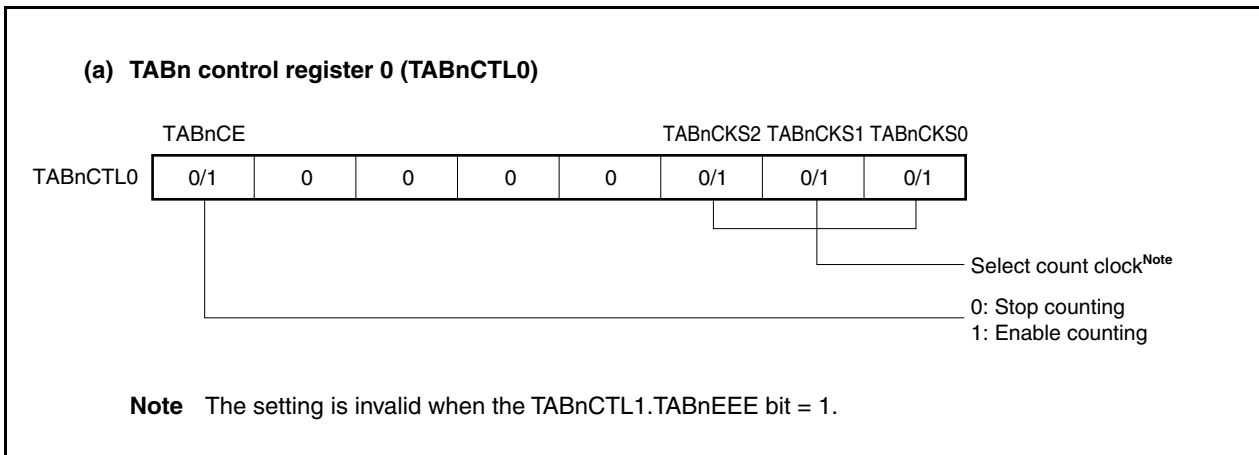 (a) TABn control register 0 (TABnCTL0)
TABnCE TABnCKS2 TABnCKS1 TABnCKS0
TABnCTL0 0/1 0 0 0 0 0/1 0/1 0/1
Select count clockNote
0: Stop counting
1: Enable counting
Note The setting is invalid when the TABnCTL1.TABnEEE bit = 1.